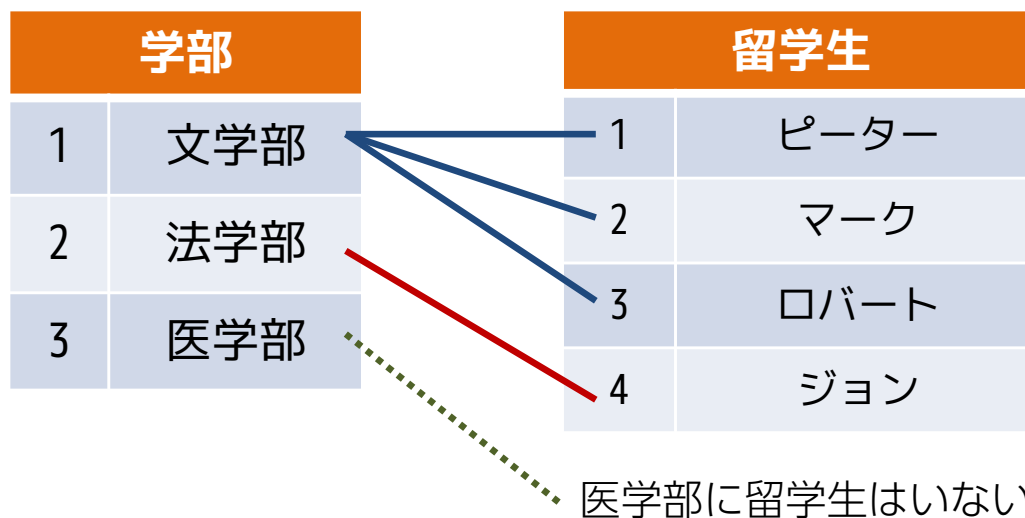 学部
1 文学部
2 法学部
3 医学部
留学生
1 ピーター
2 マーク
3 ロバート
4 ジョン
医学部に留学生はいない